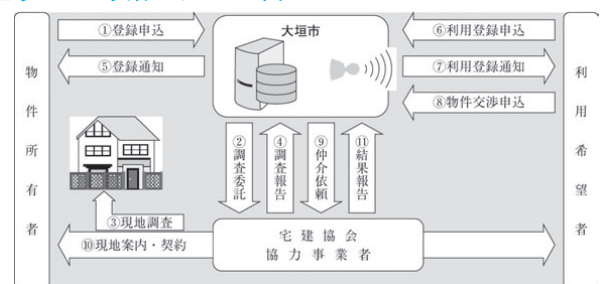 大垣市
①登録申込
⑤登録通知
⑥利用登録申込
⑦利用登録通知
⑧物件交渉申込
物件所有者
利用希望者
②調査委託
④調査報告
⑨仲介依頼
⑪結果報告
③現地調査
⑩現地案内・契約
宅建協会
協力事業者